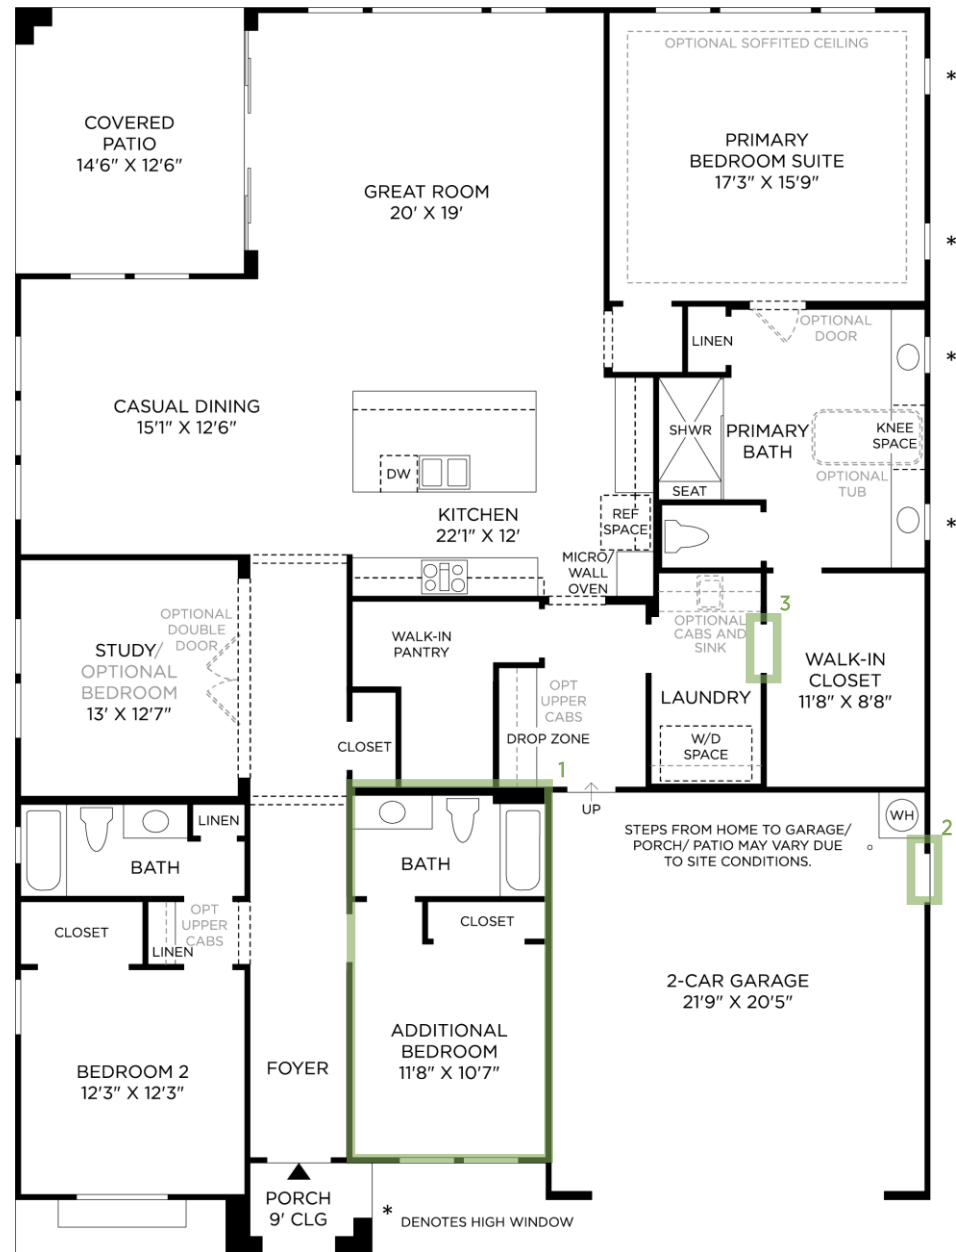 OPTIONAL SOFFITED CEILING
*
COVERED
PATIO
14'6" X 12'6"
PRIMARY
BEDROOM SUITE
17'3" X 15'9"
GREAT ROOM
20' X 19'
*
OPTIONAL
DOOR
LINEN
*
CASUAL DINING
15'1" X 12'6"
SHWR
PRIMARY
BATH
KNEE
SPACE
DW
OPTIONAL
TUB
SEAT
KITCHEN
22'1" X 12'
REF
SPACE
*
MICRO/
WALL
OVEN
OPTIONAL
DOUBLE
DOOR
STUDY/
OPTIONAL
BEDROOM
13' X 12'7"
WALK-IN
PANTRY
OPTIONAL
CABS AND
SINK
3
WALK-IN
CLOSET
11'8" X 8'8"
OPT
UPPER
CABS
LAUNDRY
CLOSET
DROP ZONE
W/D
SPACE
1
UP
LINEN
WH
2
STEPS FROM HOME TO GARAGE/
PORCH/ PATIO MAY VARY DUE
TO SITE CONDITIONS.
BATH
BATH
OPT
UPPER
CABS
CLOSET
LINEN
CLOSET
2-CAR GARAGE
21'9" X 20'5"
ADDITIONAL
BEDROOM
11'8" X 10'7"
BEDROOM 2
12'3" X 12'3"
FOYER
PORCH
9' CLG
* DENOTES HIGH WINDOW